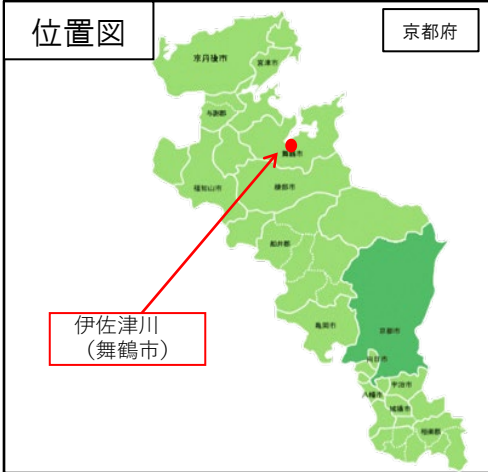 位置図
京都府
京丹後市
宮津市
与謝郡
舞鶴市
福知山市
綾部市
船井郡
亀岡市
京都市
向日市
八幡市
宇治市
城陽市
相楽郡
伊佐津川
（舞鶴市）